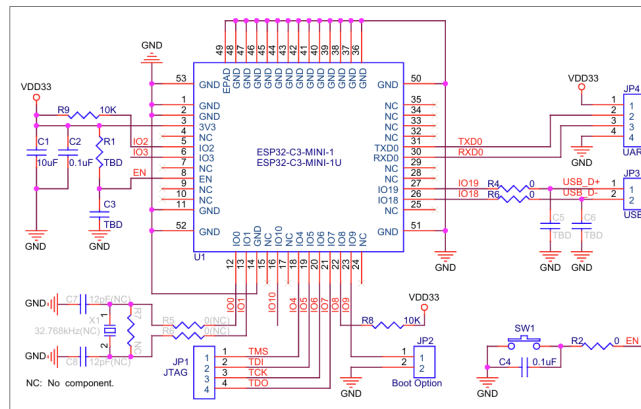 GND
49 48 47 46 45 44 43 42 41 40 39 38 37 36
EPAD GND GND GND GND GND GND GND GND GND GND GND GND GND
GND
VDD33
R9 10K
C1 10uF
C2 0.1uF
R1 TBD
C3 TBD
GND
GND
IO2
IO3
EN
53 GND
1 GND
2 GND
3 3V3
4 NC
5 IO2
6 IO3
7 NC
8 EN
9 NC
10 NC
11 GND
52 GND
U1
ESP32-C3-MINI-1
ESP32-C3-MINI-1U
GND 50
NC 35
NC 34
NC 33
NC 32
TXD0 31
RXD0 30
NC 29
NC 28
IO19 27
IO18 26
NC 25
GND 51
GND
IO0 IO1 GND NC IO10 NC IO4 IO5 IO6 IO7 IO8 IO9 NC
12 13 14 15 16 17 18 19 20 21 22 23 24
IO0 IO1 IO10 IO4 IO5 IO6 IO7 IO8 IO9
TXD0
RXD0
VDD33
JP4
1
2
3
4
UAR
GND
IO19 R4 0 USB_D+
IO18 R6 0 USB_D-
JP3
1
2
USB
C5 TBD
C6 TBD
GND
GND
GND C7 12pF(NC)
X1
1
2
32.768kHz(NC)
R7 NC
R5 0(NC)
R6 0(NC)
GND C8 12pF(NC)
NC: No component.
JP1
JTAG
1 TMS
2 TDI
3 TCK
4 TDO
VDD33
R8 10K
JP2
1
2
Boot Option
GND
SW1
C4 0.1uF
R2 0 EN
GND